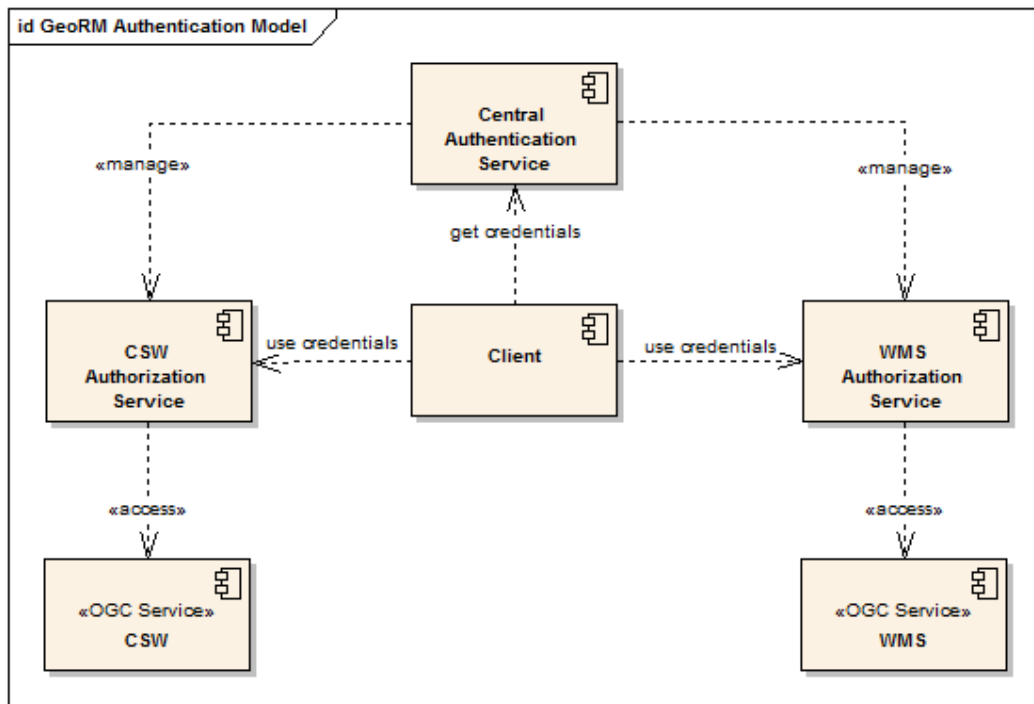 id GeoRM Authentication Model
Central
Authentication
Service
«manage»
«manage»
get credentials
CSW
Authorization
Service
use credentials
Client
use credentials
WMS
Authorization
Service
«access»
«access»
«OGC Service»
CSW
«OGC Service»
WMS